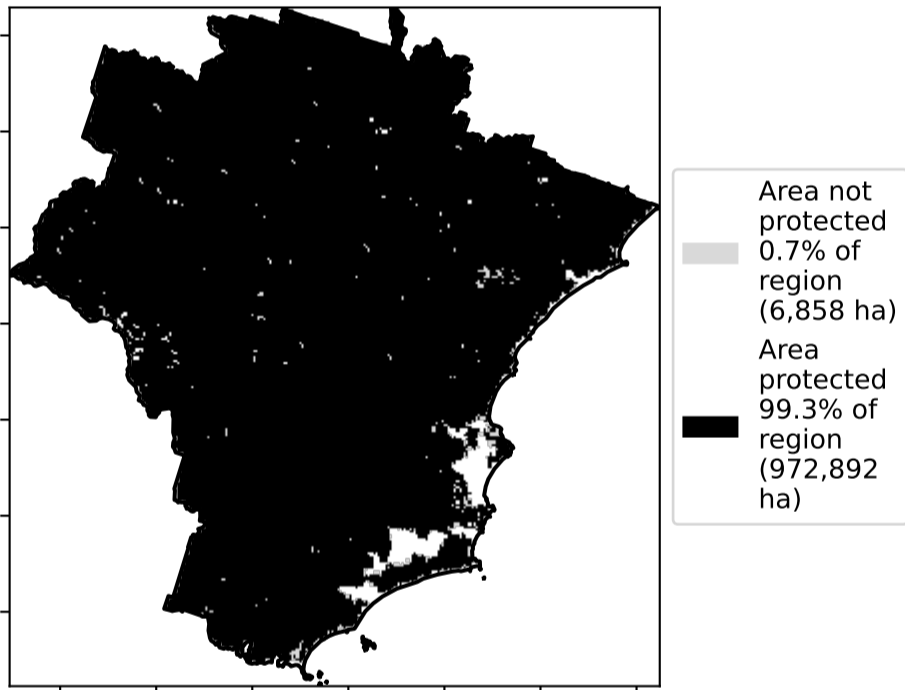 Area not
protected
0.7% of
region
(6,858 ha)
Area
protected
99.3% of
region
(972,892
ha)